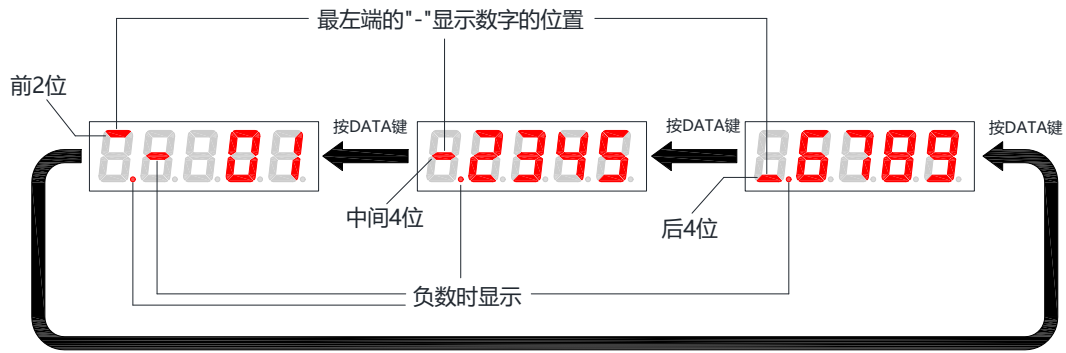 最左端的"-"显示数字的位置
前2位
按DATA键
按DATA键
按DATA键
- 01
-.2345
_.6789
中间4位
后4位
负数时显示